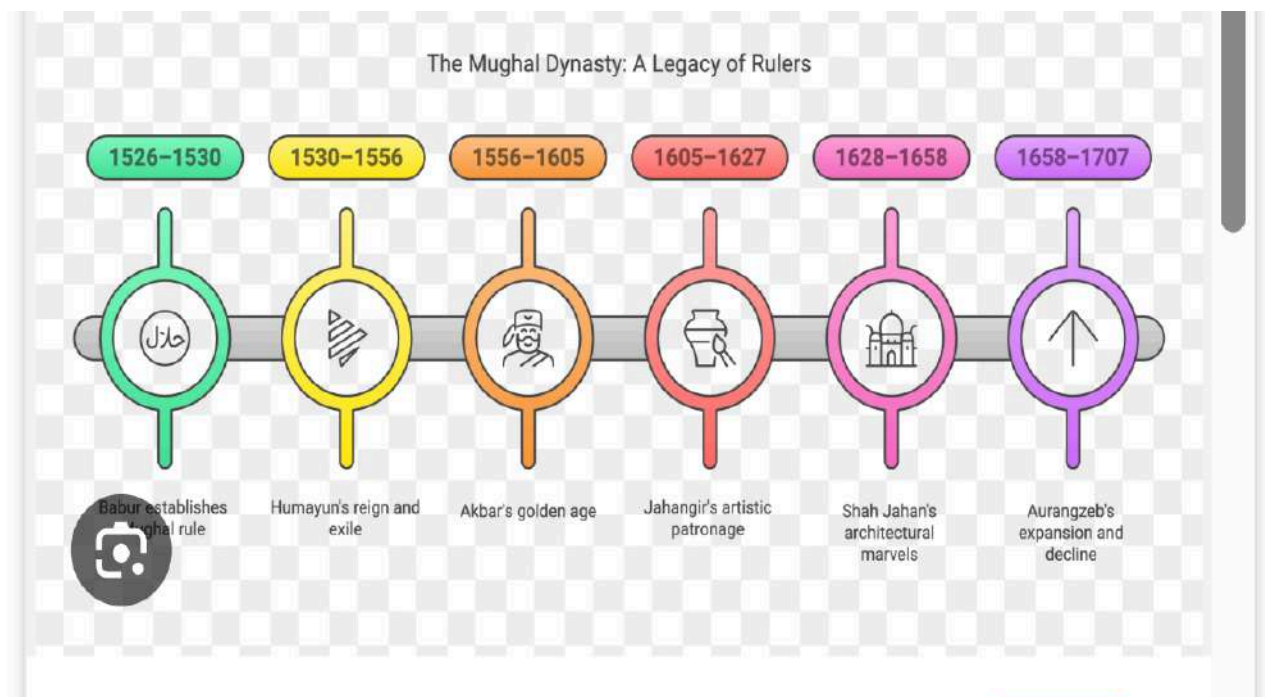 The Mughal Dynasty: A Legacy of Rulers
1526–1530
1530–1556
1556–1605
1605–1627
1628–1658
1658–1707
حلال
Babur establishes
Mughal rule
Humayun's reign and
exile
Akbar's golden age
Jahangir's artistic
patronage
Shah Jahan's
architectural
marvels
Aurangzeb's
expansion and
decline